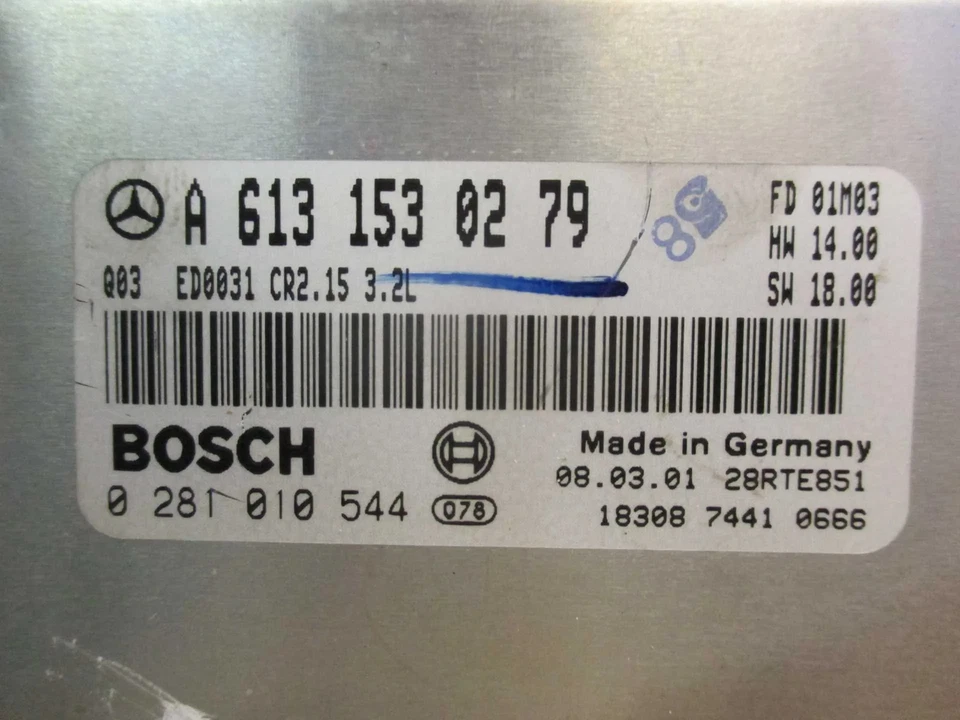 A 613 153 02 79
FD 01M03
HW 14.00
Q03 ED0031 CR2.15 3.2L
SW 18.00
BOSCH
Made in Germany
08.03.01 28RTE851
0 281 010 544 078
18308 7441 0666